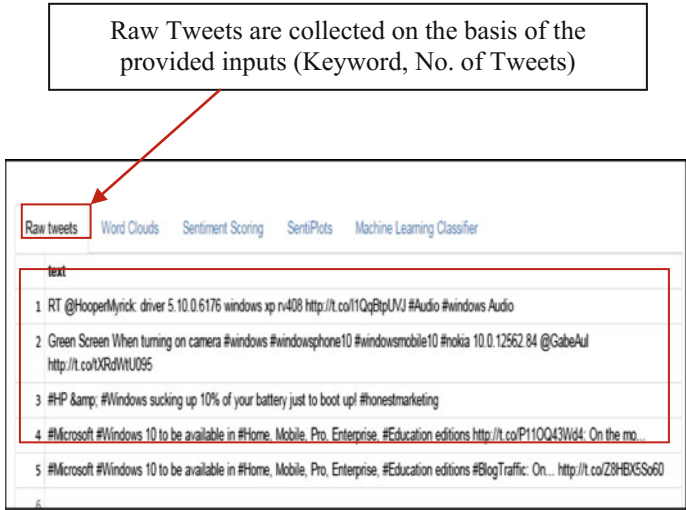 Raw Tweets are collected on the basis of the
provided inputs (Keyword, No. of Tweets)
Raw tweets Word Clouds Sentiment Scoring SentiPlots Machine Learning Classifier
text
1 RT @HooperMyrick: driver 5.10.0.6176 windows xp rv408 http://t.co/l1QqBtpUVJ #Audio #windows Audio
2 Green Screen When turning on camera #windows #windowsphone10 #windowsmobile10 #nokia 10.0.12562.84 @GabeAul
http://t.co/tXRdWtU095
3 #HP &amp; #Windows sucking up 10% of your battery just to boot up! #honestmarketing
4 #Microsoft #Windows 10 to be available in #Home, Mobile, Pro, Enterprise, #Education editions http://t.co/P11OQ43Wd4: On the mo...
5 #Microsoft #Windows 10 to be available in #Home, Mobile, Pro, Enterprise, #Education editions #BlogTraffic: On... http://t.co/Z8HBX5So60
6